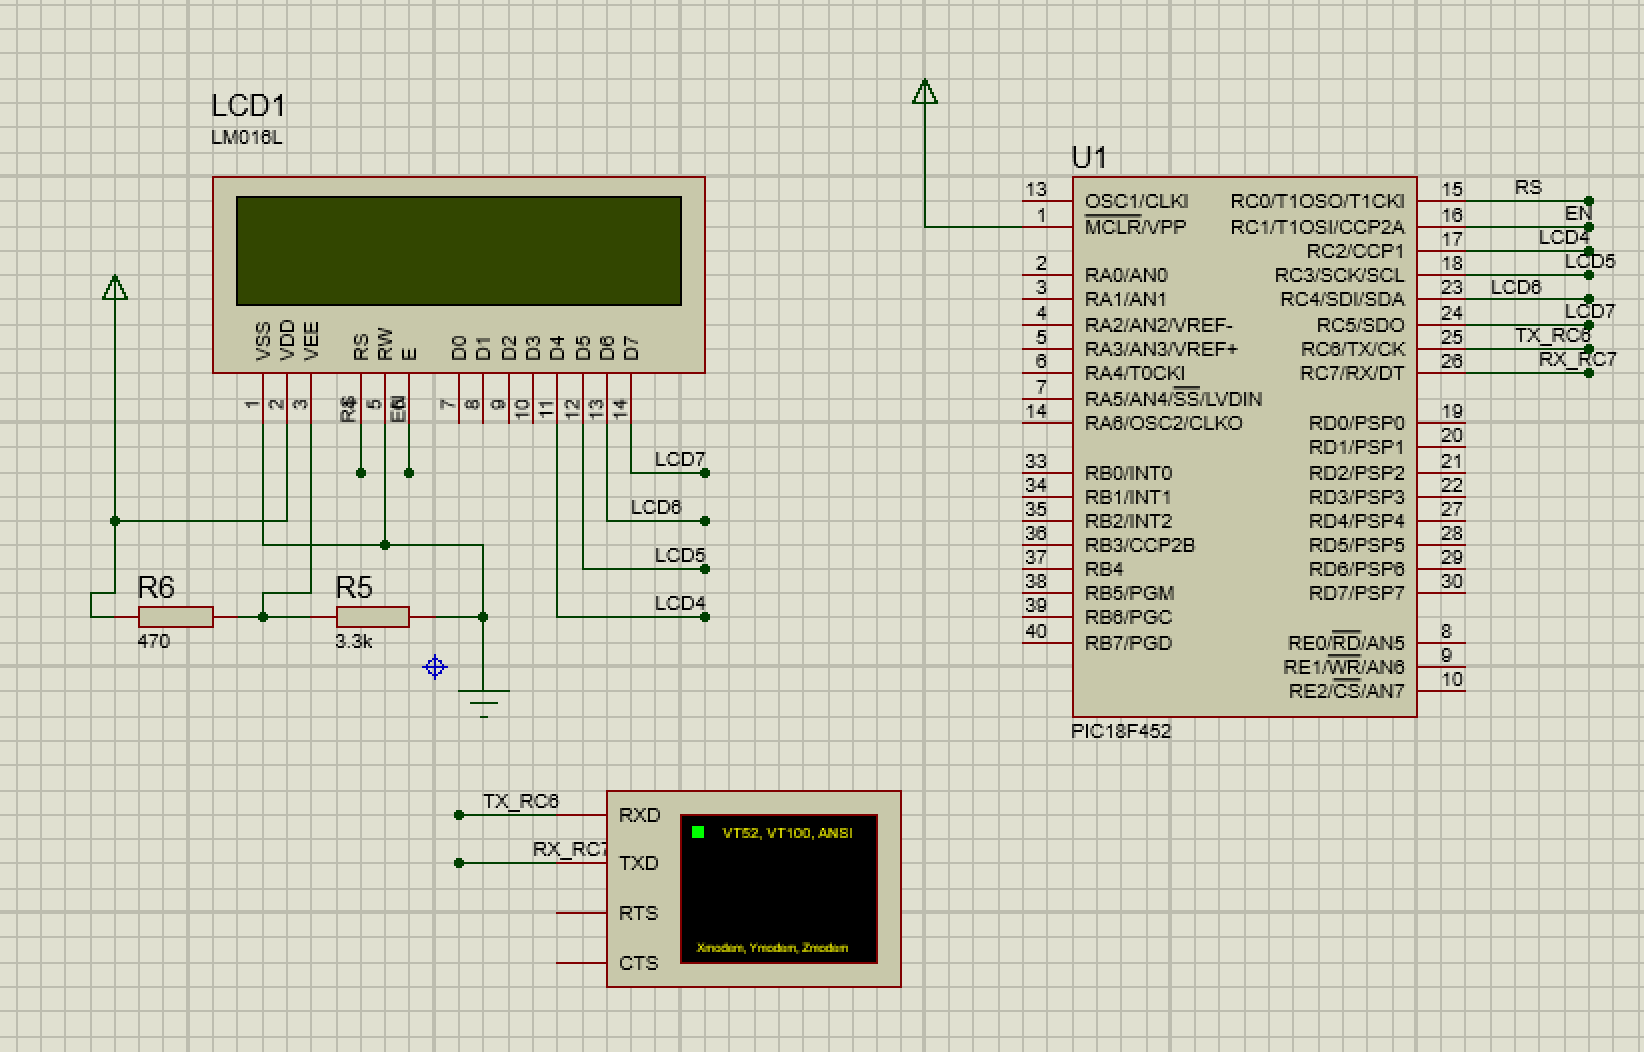 LCD1
LM016L
VSS
VDD
VEE
RS
RW
E
D0
D1
D2
D3
D4
D5
D6
D7
1
2
3
5
7
8
9
10
11
12
13
14
LCD7
LCD6
LCD5
LCD4
R6
470
R5
3.3k
U1
13 OSC1/CLKI RC0/T1OSO/T1CKI 15 RS
1 MCLR/VPP RC1/T1OSI/CCP2A 16 EN
RC2/CCP1 17 LCD4
2 RA0/AN0 RC3/SCK/SCL 18 LCD5
3 RA1/AN1 RC4/SDI/SDA 23 LCD6
4 RA2/AN2/VREF- RC5/SDO 24 LCD7
5 RA3/AN3/VREF+ RC6/TX/CK 25 TX_RC6
6 RA4/T0CKI RC7/RX/DT 26 RX_RC7
7 RA5/AN4/SS/LVDIN
14 RA6/OSC2/CLKO RD0/PSP0 19
RD1/PSP1 20
33 RB0/INT0 RD2/PSP2 21
34 RB1/INT1 RD3/PSP3 22
35 RB2/INT2 RD4/PSP4 27
36 RB3/CCP2B RD5/PSP5 28
37 RB4 RD6/PSP6 29
38 RB5/PGM RD7/PSP7 30
39 RB6/PGC
40 RB7/PGD RE0/RD/AN5 8
RE1/WR/AN6 9
RE2/CS/AN7 10
PIC18F452
TX_RC6 RXD
RX_RC7 TXD
RTS
CTS
VT52, VT100, ANSI
Xmodem, Ymodem, Zmodem